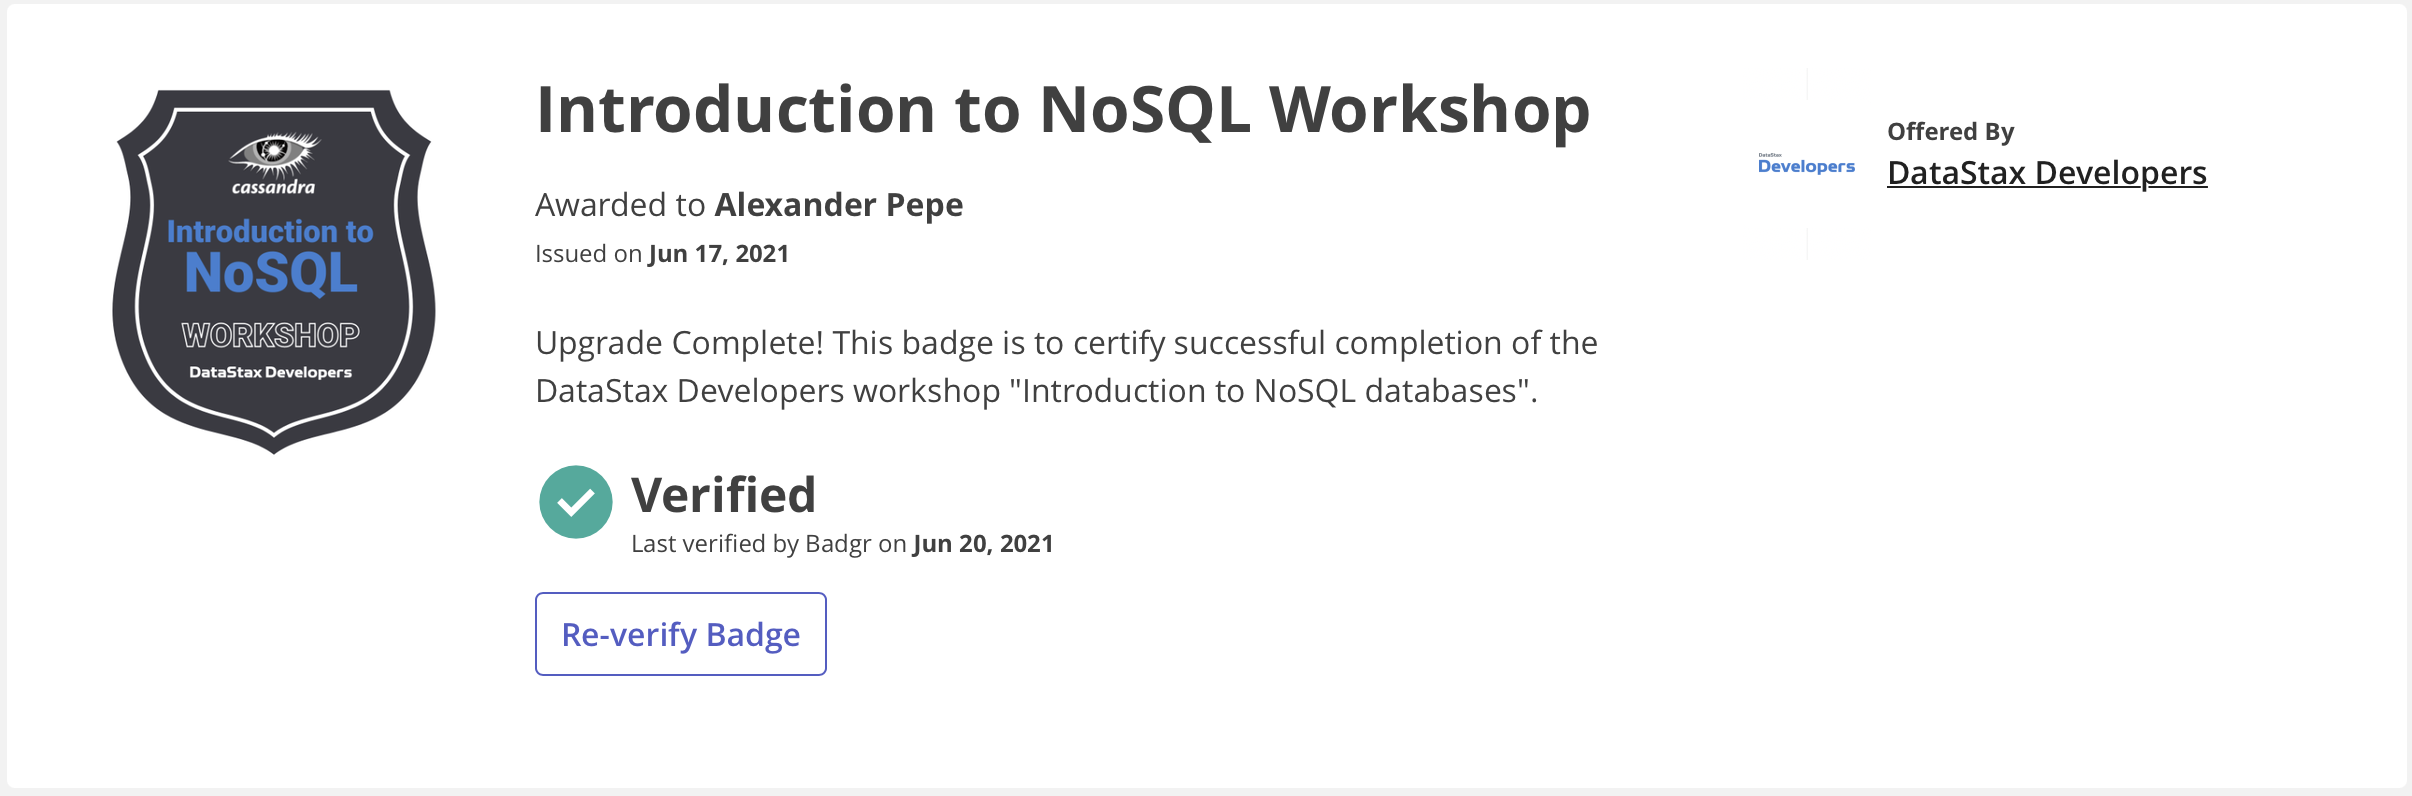 cassandra
Introduction to
NoSQL
WORKSHOP
DataStax Developers
Introduction to NoSQL Workshop
Awarded to Alexander Pepe
Issued on Jun 17, 2021
Upgrade Complete! This badge is to certify successful completion of the
DataStax Developers workshop "Introduction to NoSQL databases".
Verified
Last verified by Badgr on Jun 20, 2021
Re-verify Badge
DataStax
Developers
Offered By
DataStax Developers